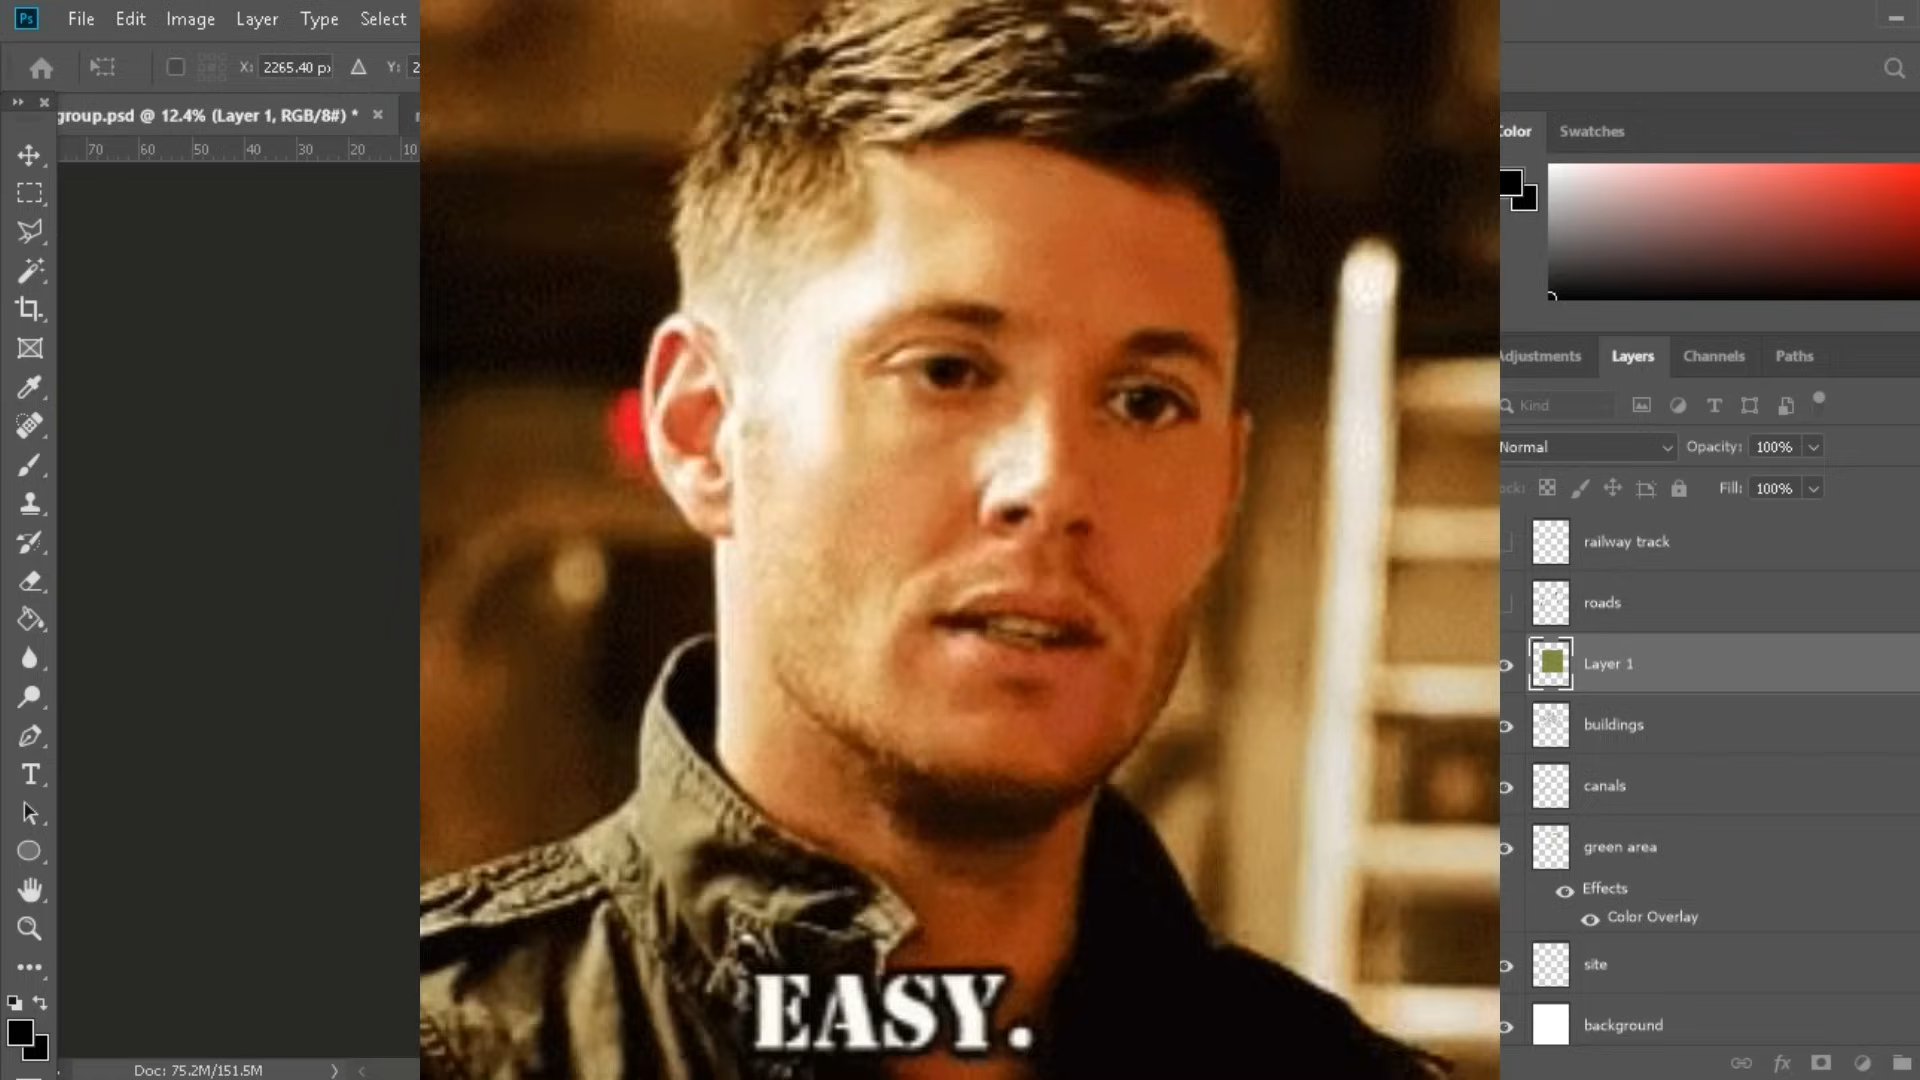 Ps File Edit Image Layer Type Select
X: 2265.40 px Y: 2
group.psd @ 12.4% (Layer 1, RGB/8#) *
70 60 50 40 30 20 10
EASY.
Doc: 75.2M/151.5M
Color Swatches
Adjustments Layers Channels Paths
Kind
Normal Opacity: 100%
Lock: Fill: 100%
railway track
roads
Layer 1
buildings
canals
green area
Effects
Color Overlay
site
background
fx